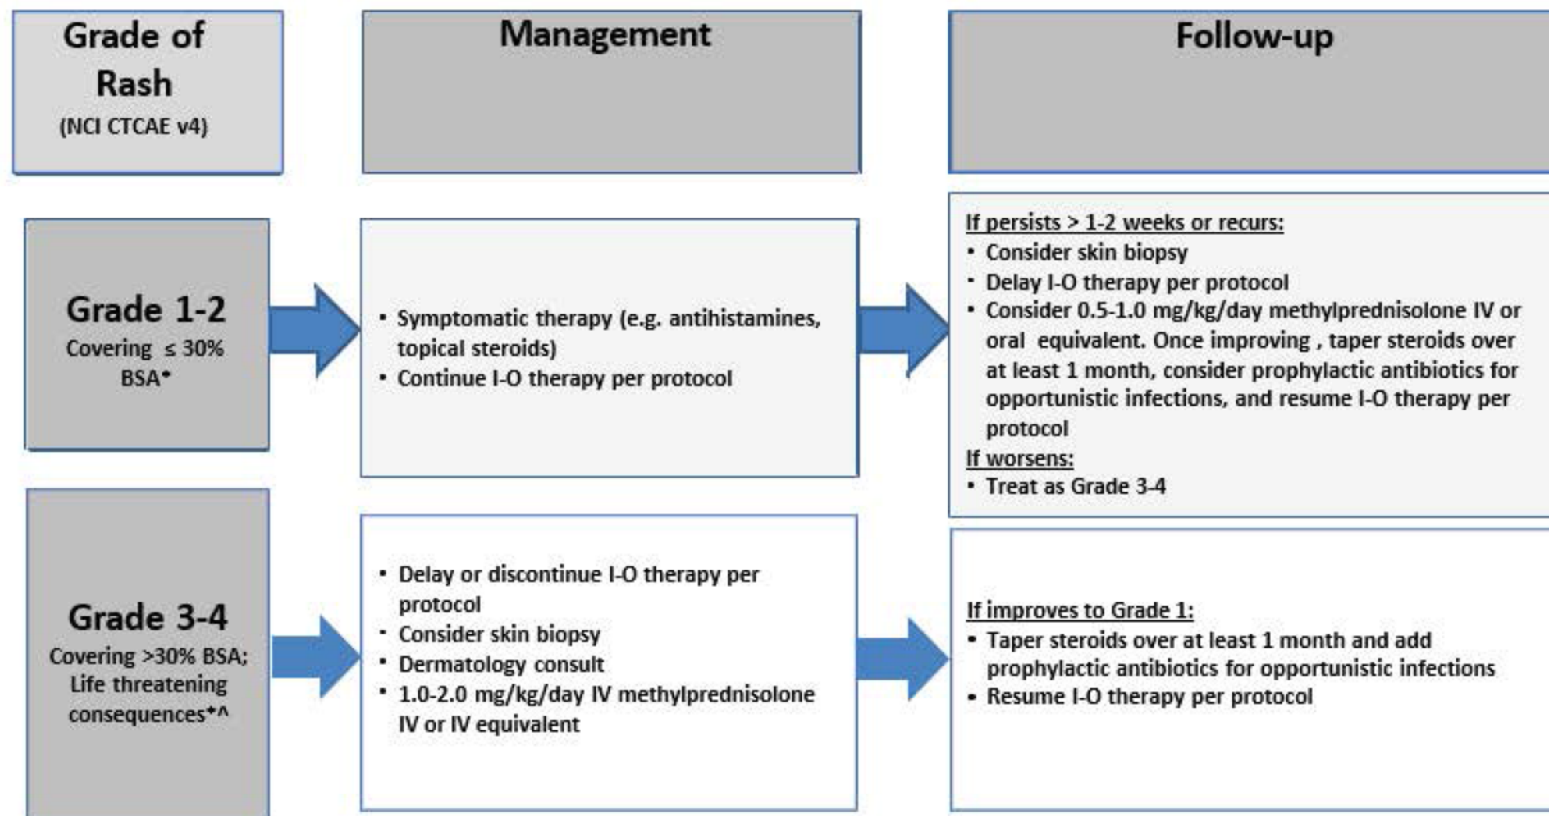 Grade of
Rash
(NCI CTCAE v4)
Management
Follow-up
Grade 1-2
Covering ≤ 30%
BSA*
• Symptomatic therapy (e.g. antihistamines,
topical steroids)
• Continue I-O therapy per protocol
If persists > 1-2 weeks or recurs:
• Consider skin biopsy
• Delay I-O therapy per protocol
• Consider 0.5-1.0 mg/kg/day methylprednisolone IV or
oral equivalent. Once improving , taper steroids over
at least 1 month, consider prophylactic antibiotics for
opportunistic infections, and resume I-O therapy per
protocol
If worsens:
• Treat as Grade 3-4
Grade 3-4
Covering >30% BSA;
Life threatening
consequences*^
• Delay or discontinue I-O therapy per
protocol
• Consider skin biopsy
• Dermatology consult
• 1.0-2.0 mg/kg/day IV methylprednisolone
IV or IV equivalent
If improves to Grade 1:
• Taper steroids over at least 1 month and add
prophylactic antibiotics for opportunistic infections
• Resume I-O therapy per protocol